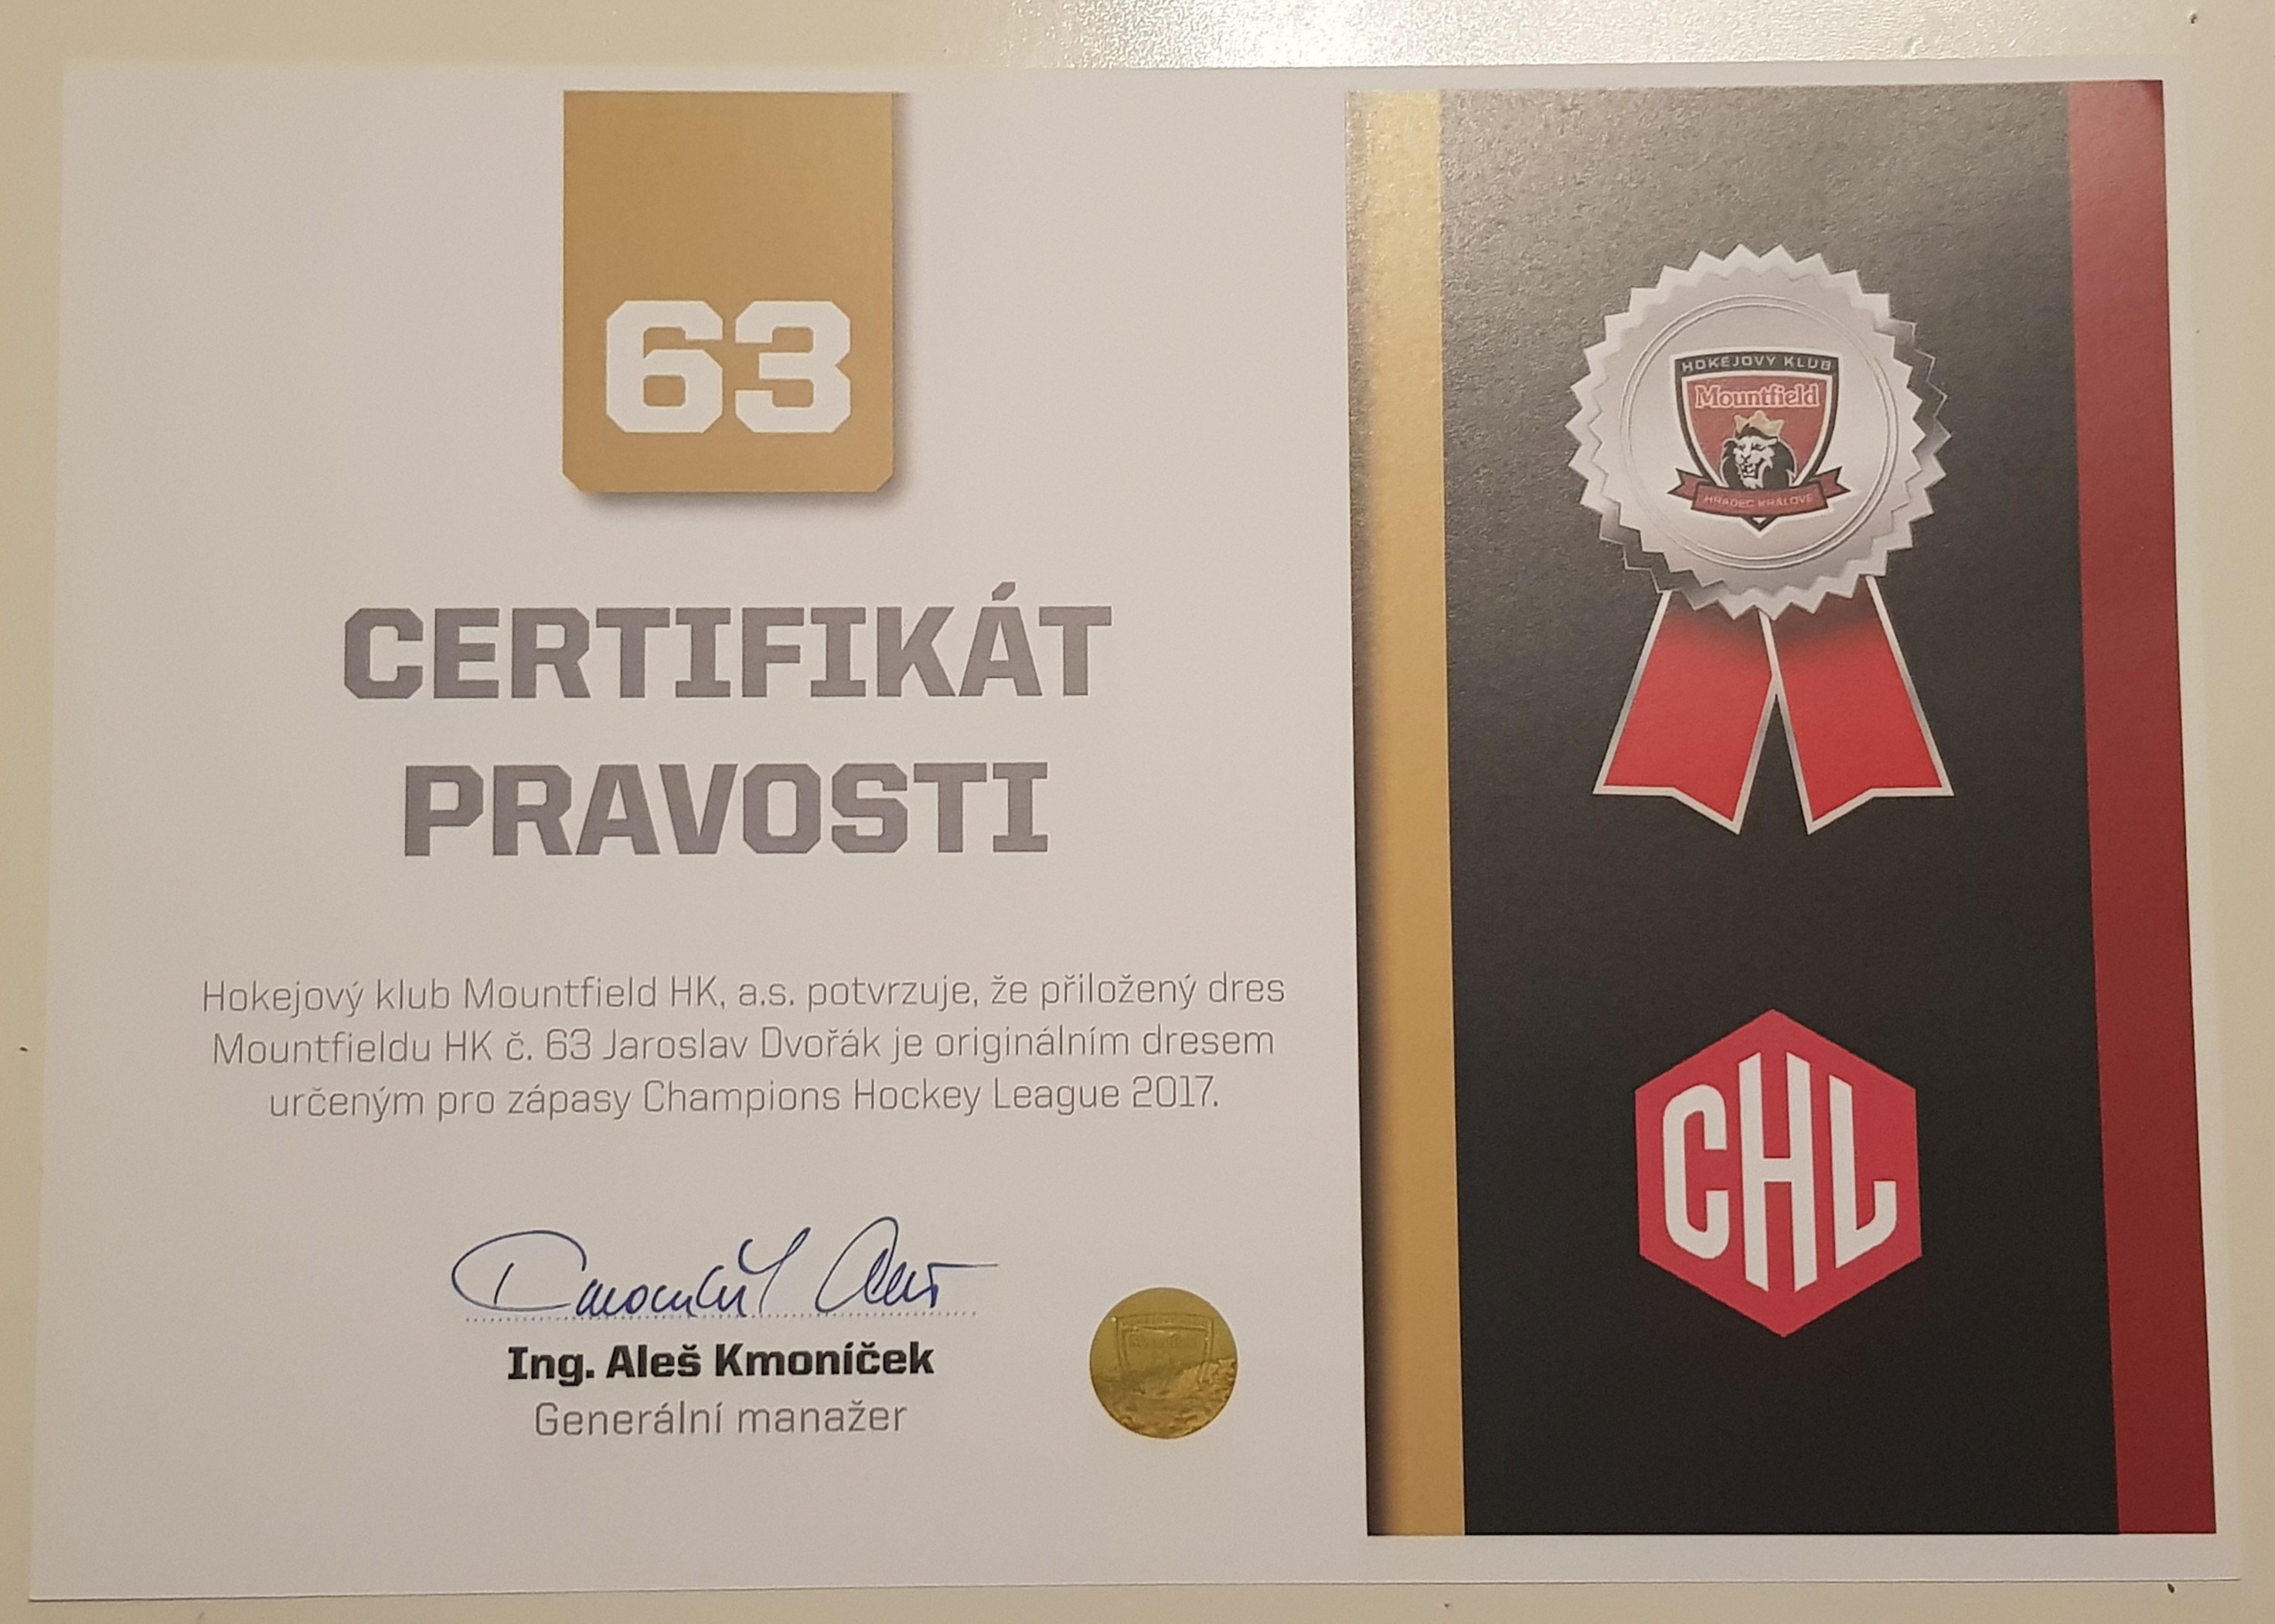 63
CERTIFIKÁT
PRAVOSTI
Hokejový klub Mountfield HK, a.s. potvrzuje, že přiložený dres
Mountfieldu HK č. 63 Jaroslav Dvořák je originálním dresem
určeným pro zápasy Champions Hockey League 2017.
Ing. Aleš Kmoníček
Generální manažer
HOKEJOVÝ KLUB
Mountfield
HRADEC KRÁLOVÉ
CHL